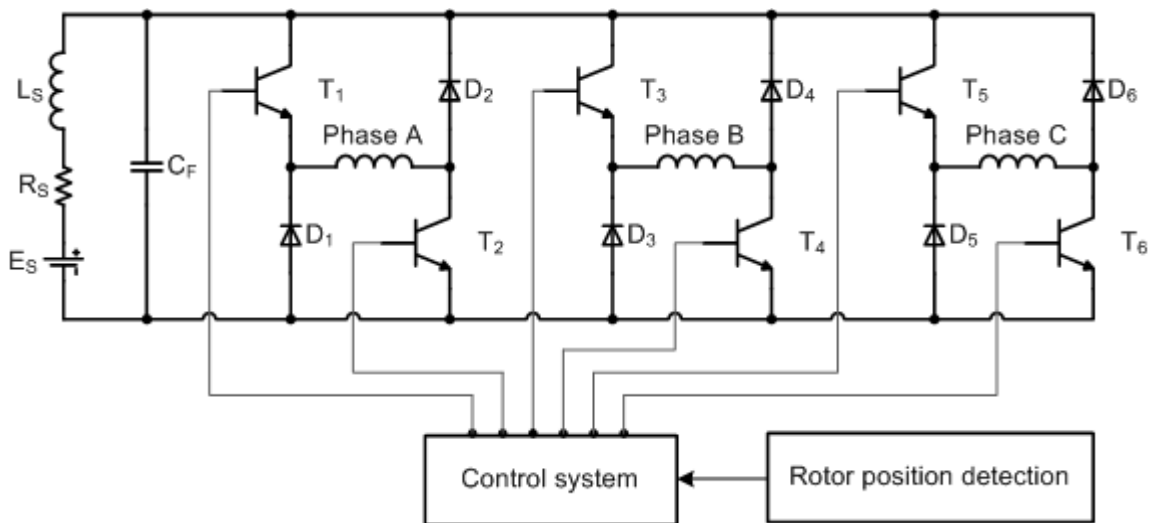 L_S
R_S
E_S
+
C_F
T_1
D_2
Phase A
D_1
T_2
T_3
D_4
Phase B
D_3
T_4
T_5
D_6
Phase C
D_5
T_6
Control system
Rotor position detection